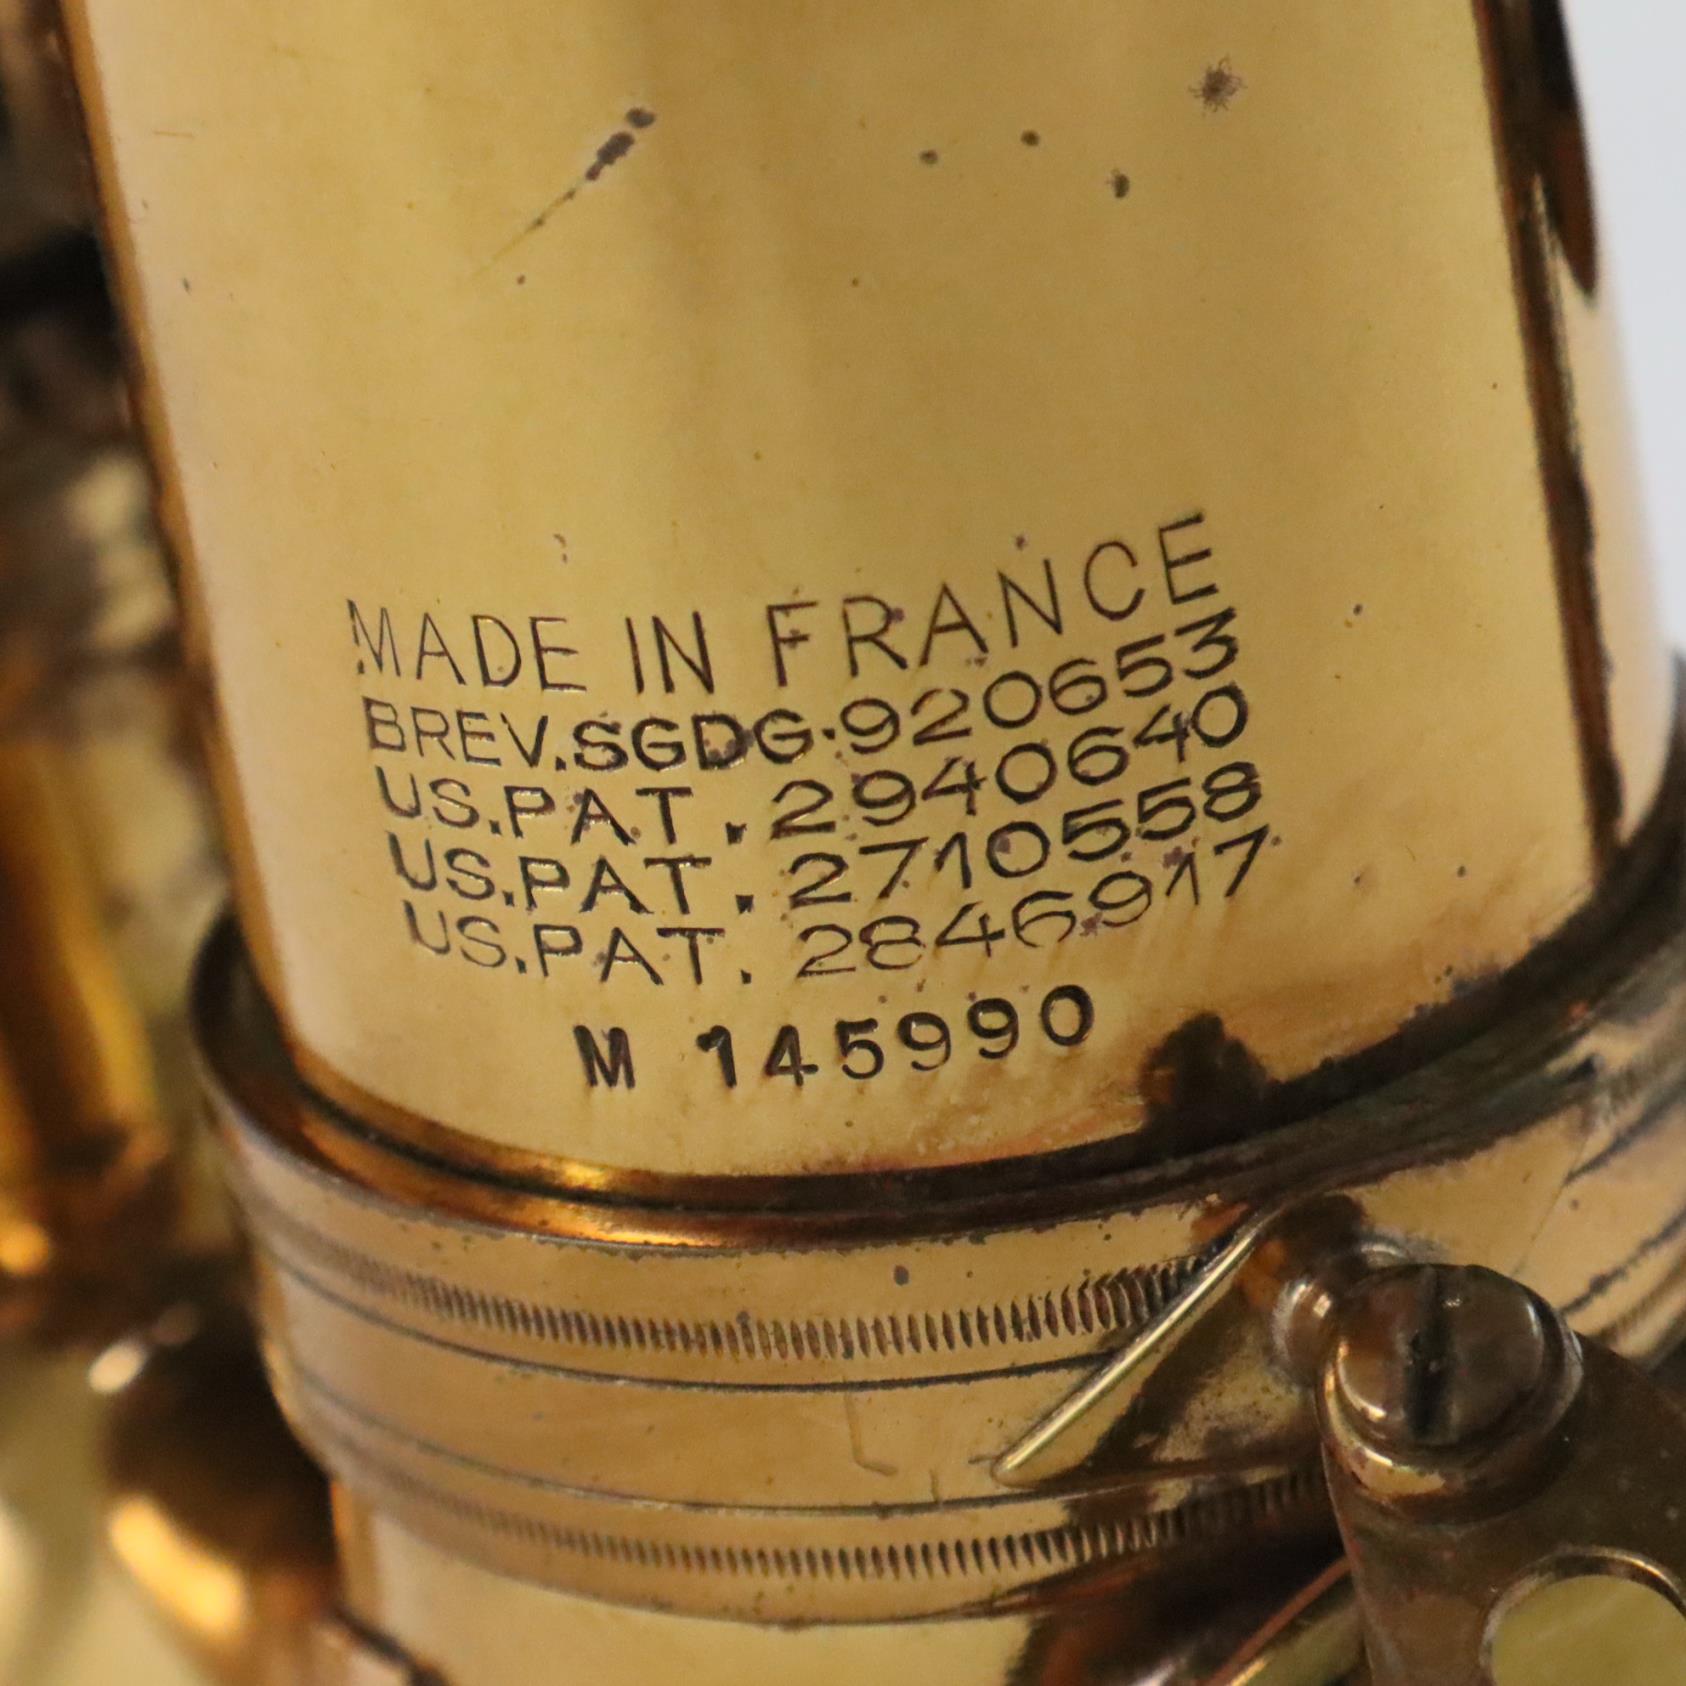 MADE IN FRANCE
BREV.SGDG.920653
US.PAT.2940640
US.PAT.2710558
US.PAT.2846917
M 145990